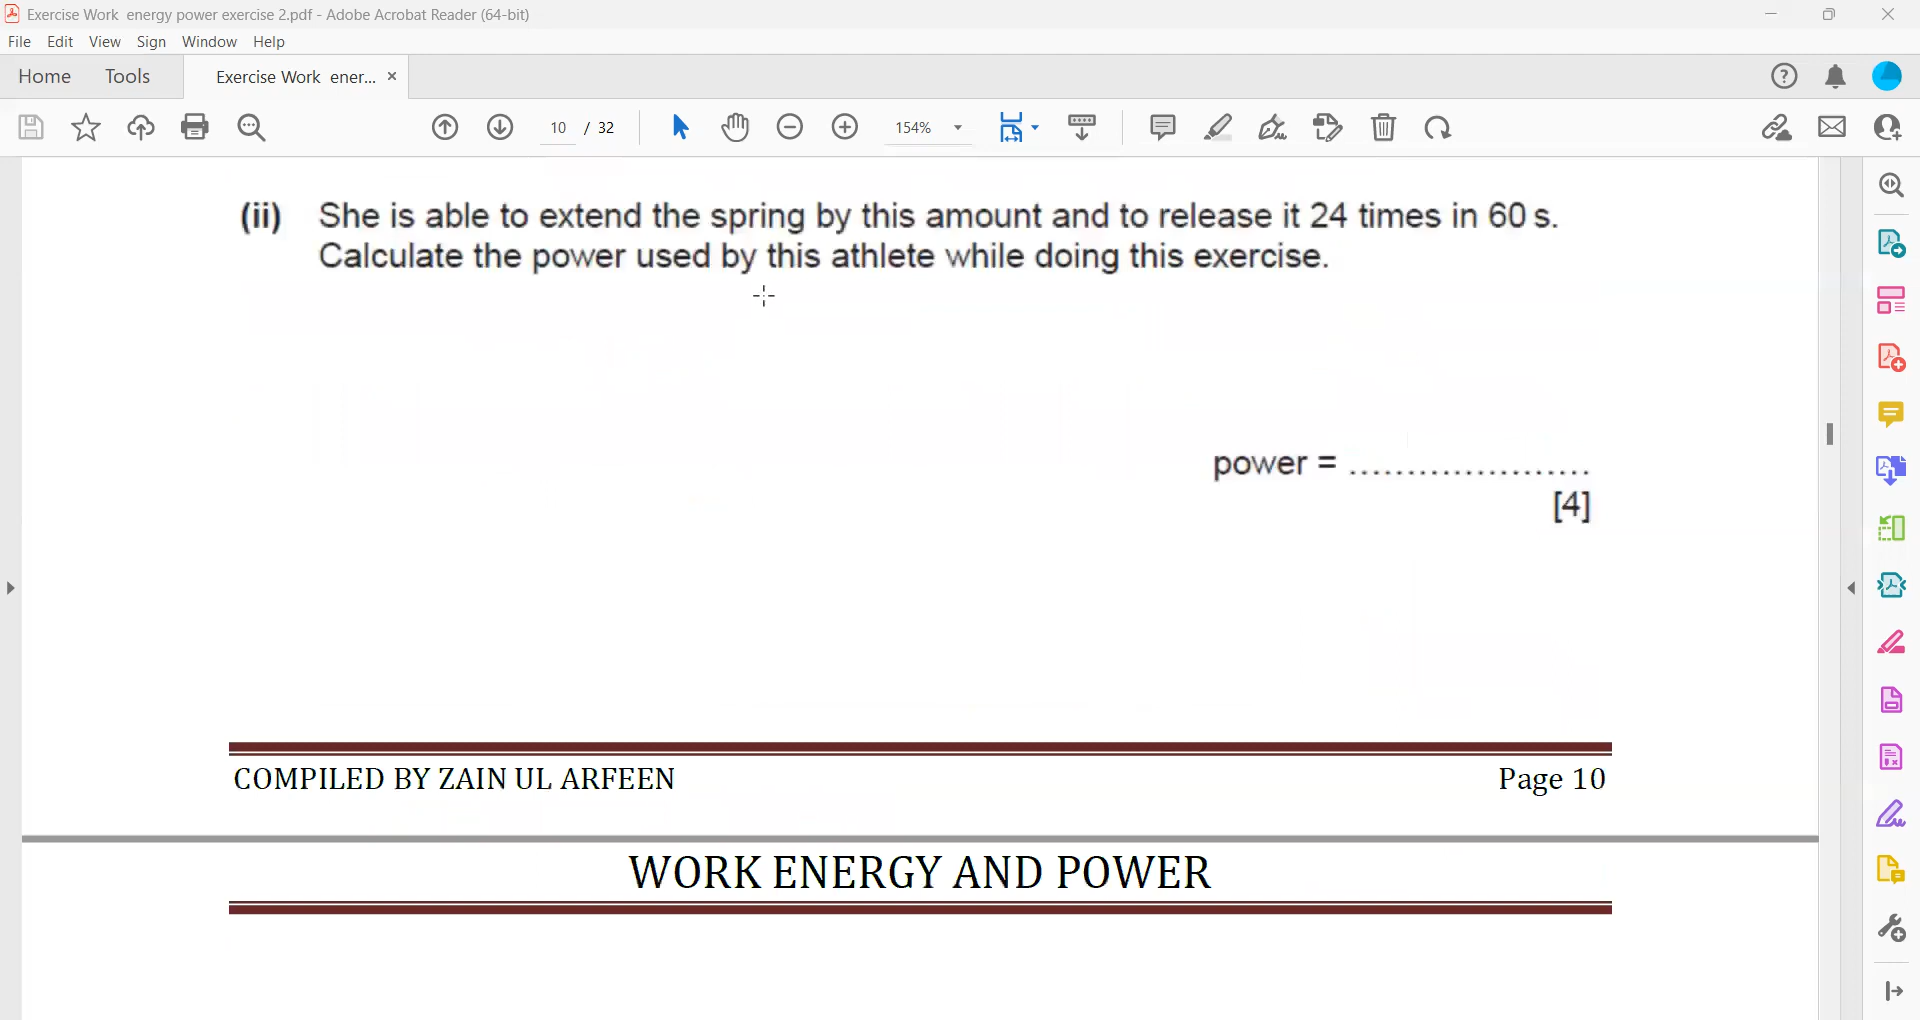 Exercise Work  energy power exercise 2.pdf - Adobe Acrobat Reader (64-bit)
File Edit View Sign Window Help
Home Tools Exercise Work  ener... ×
10 / 32 154%
(ii) She is able to extend the spring by this amount and to release it 24 times in 60 s.
Calculate the power used by this athlete while doing this exercise.
power = .....................
[4]
COMPILED BY ZAIN UL ARFEEN Page 10
WORK ENERGY AND POWER